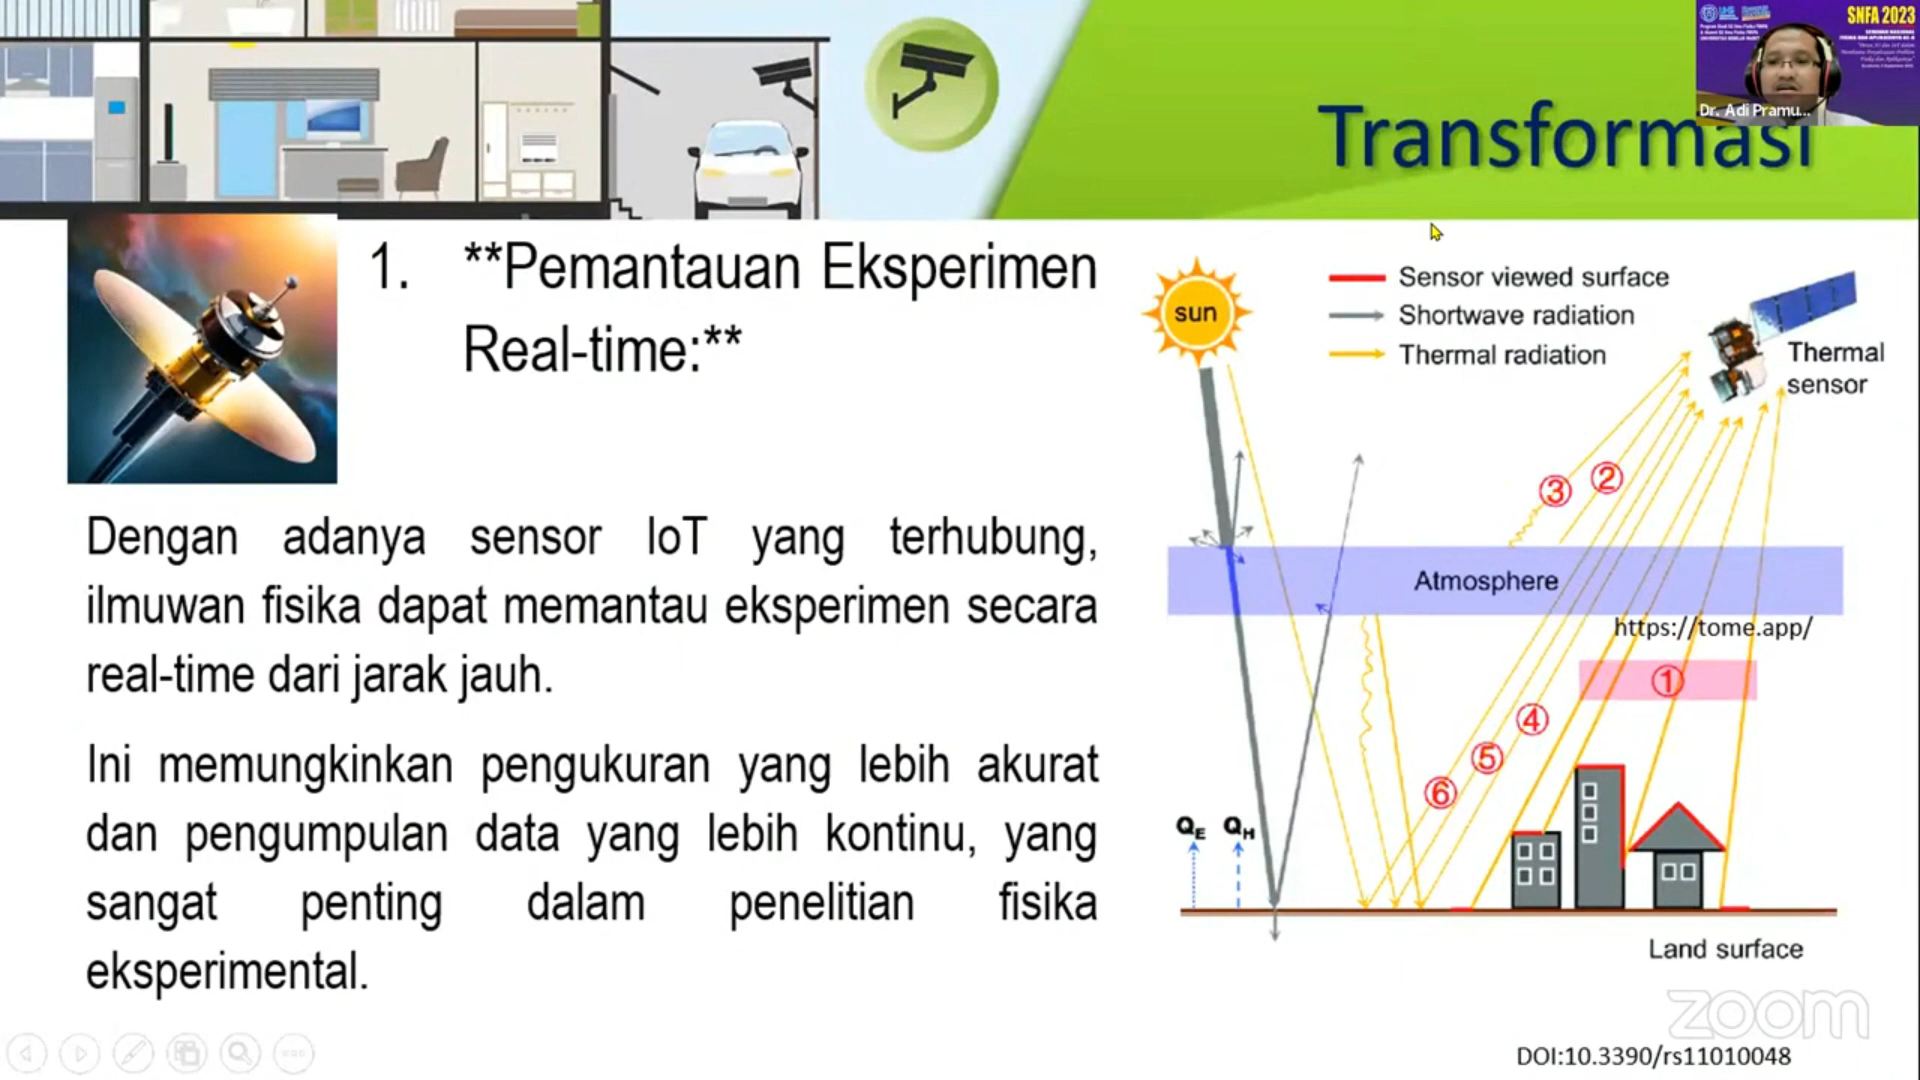 SNFA 2023
Dr. Adi Pramu...
Transformasi
1. **Pemantauan Eksperimen
Real-time:**
Dengan adanya sensor IoT yang terhubung,
ilmuwan fisika dapat memantau eksperimen secara
real-time dari jarak jauh.
Ini memungkinkan pengukuran yang lebih akurat
dan pengumpulan data yang lebih kontinu, yang
sangat penting dalam penelitian fisika
eksperimental.
sun
Sensor viewed surface
Shortwave radiation
Thermal radiation
Thermal
sensor
③ ②
Atmosphere
https://tome.app/
①
④
⑤
⑥
QE QH
Land surface
zoom
DOI:10.3390/rs11010048